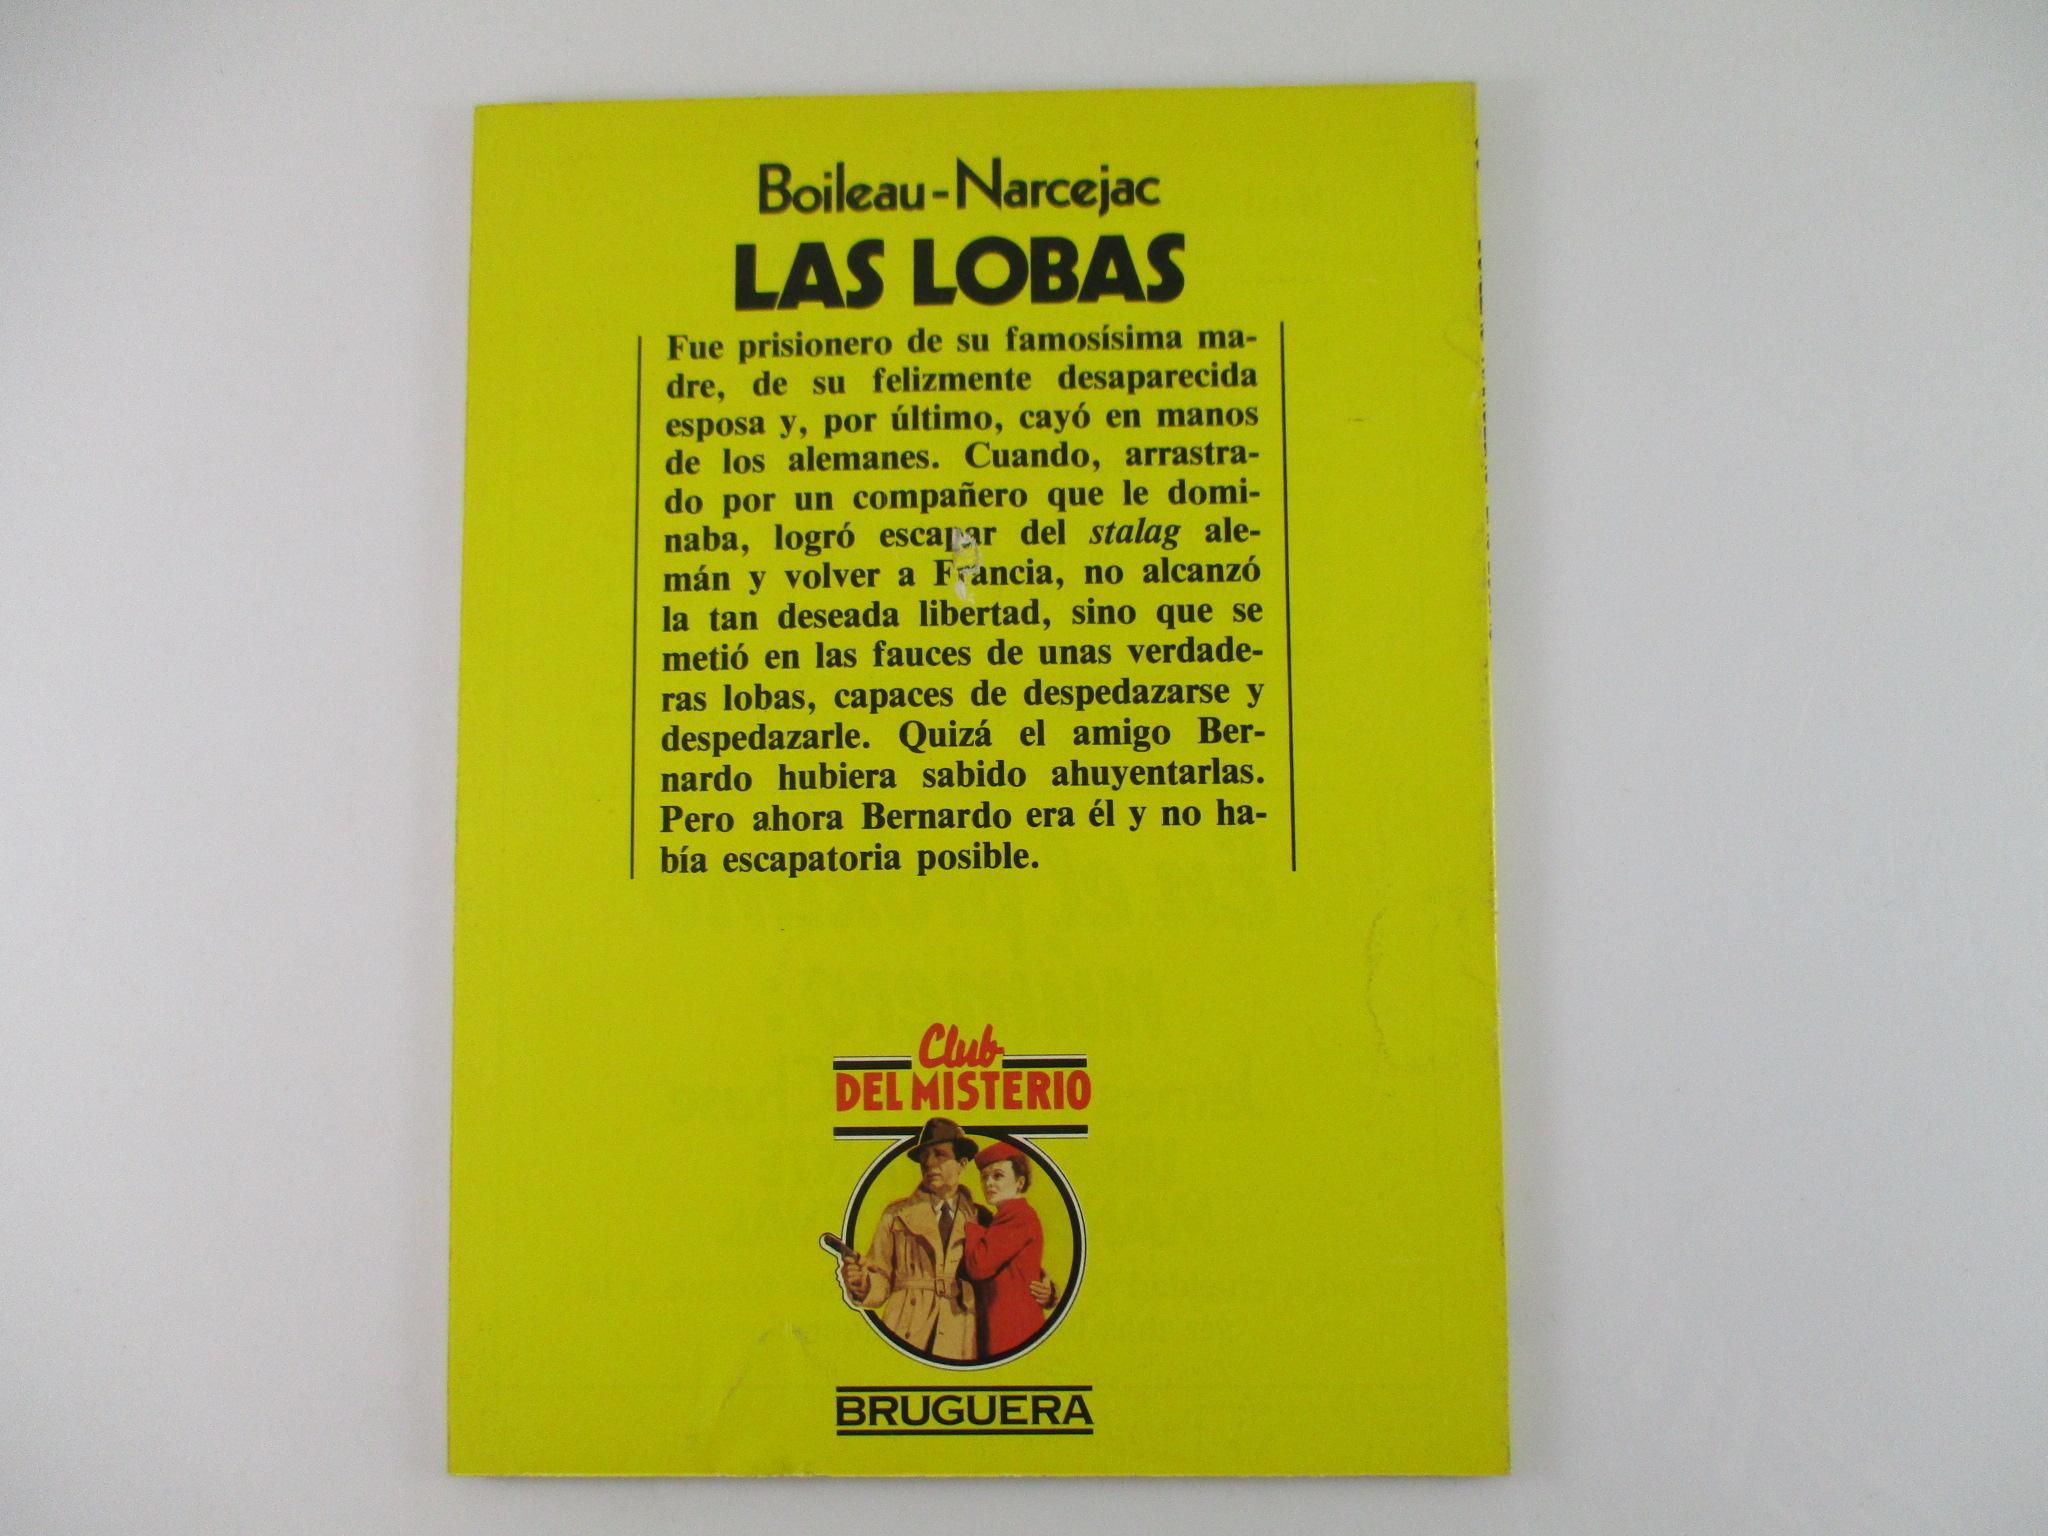 Boileau-Narcejac
LAS LOBAS
Fue prisionero de su famosísima ma-
dre, de su felizmente desaparecida
esposa y, por último, cayó en manos
de los alemanes. Cuando, arrastra-
do por un compañero que le domi-
naba, logró escapar del stalag ale-
mán y volver a Francia, no alcanzó
la tan deseada libertad, sino que se
metió en las fauces de unas verdade-
ras lobas, capaces de despedazarse y
despedazarle. Quizá el amigo Ber-
nardo hubiera sabido ahuyentarlas.
Pero ahora Bernardo era él y no ha-
bía escapatoria posible.
Club
DEL MISTERIO
BRUGUERA